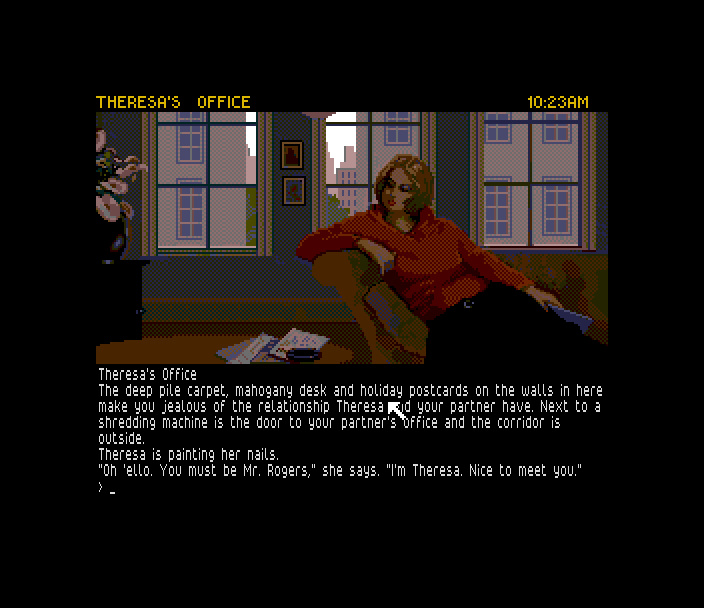 THERESA'S OFFICE 10:23AM
Theresa's Office
The deep pile carpet, mahogany desk and holiday postcards on the walls in here
make you jealous of the relationship Theresa and your partner have. Next to a
shredding machine is the door to your partner's office and the corridor is
outside.
Theresa is painting her nails.
"Oh 'ello. You must be Mr. Rogers," she says. "I'm Theresa. Nice to meet you."
> _